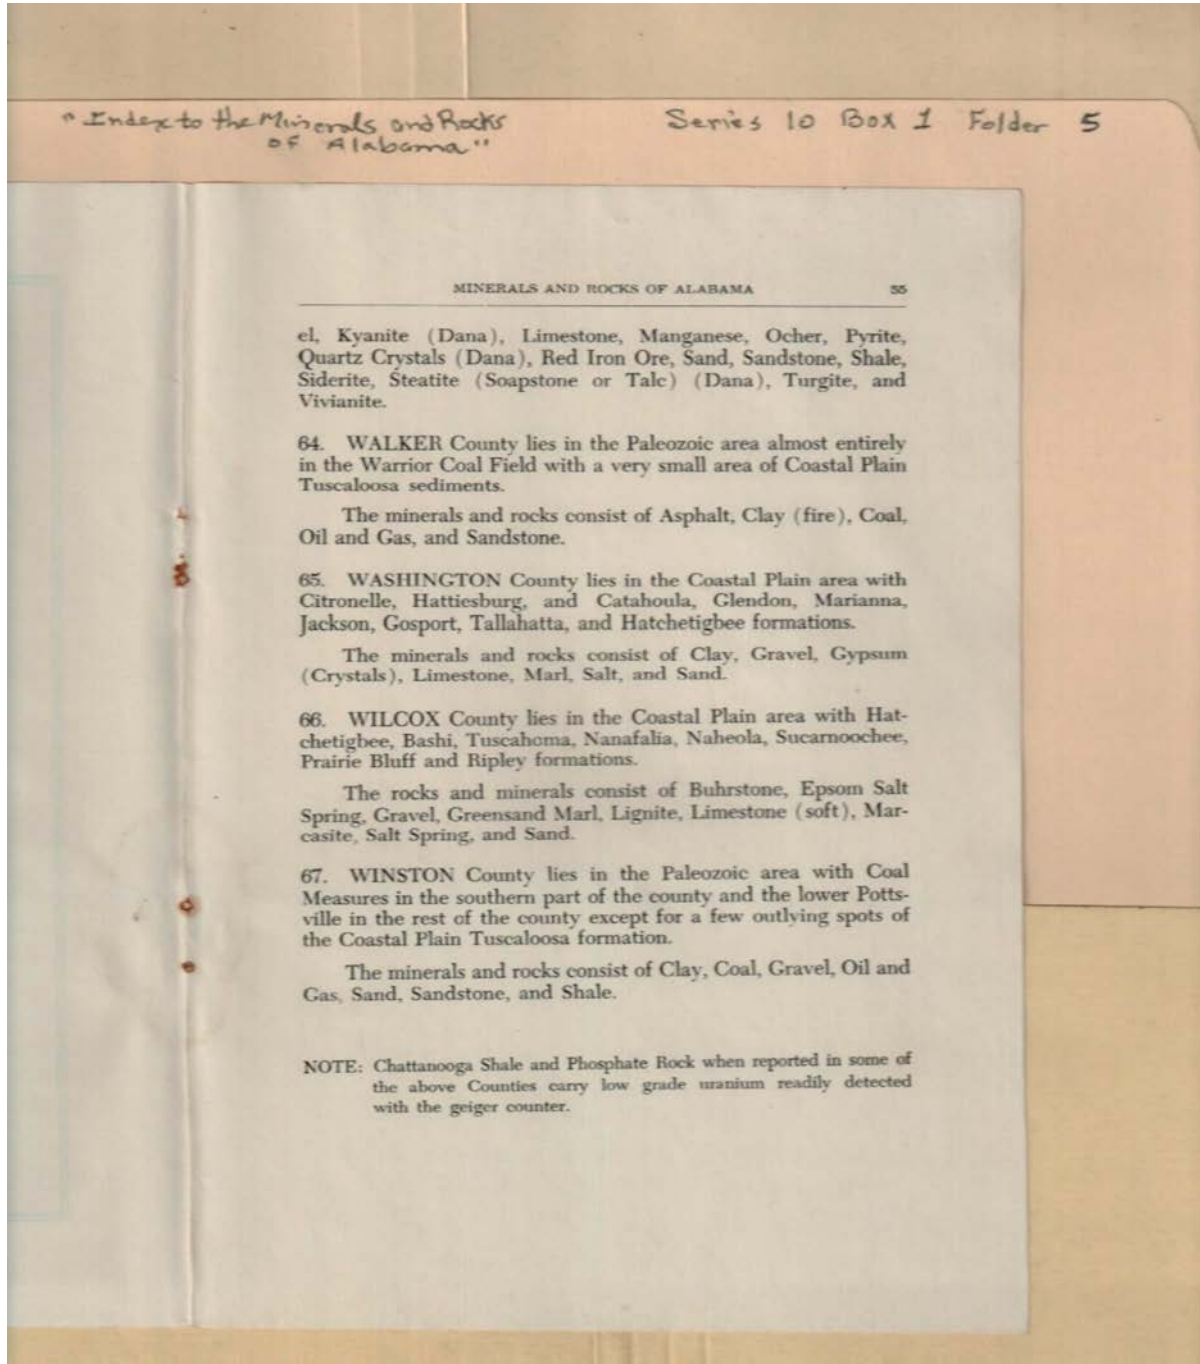 "Index to the Minerals and Rocks
of Alabama"
Series 10 Box 1 Folder 5
MINERALS AND ROCKS OF ALABAMA 55
el, Kyanite (Dana), Limestone, Manganese, Ocher, Pyrite,
Quartz Crystals (Dana), Red Iron Ore, Sand, Sandstone, Shale,
Siderite, Steatite (Soapstone or Talc) (Dana), Turgite, and
Vivianite.
64. WALKER County lies in the Paleozoic area almost entirely
in the Warrior Coal Field with a very small area of Coastal Plain
Tuscaloosa sediments.
The minerals and rocks consist of Asphalt, Clay (fire), Coal,
Oil and Gas, and Sandstone.
65. WASHINGTON County lies in the Coastal Plain area with
Citronelle, Hattiesburg, and Catahoula, Glendon, Marianna,
Jackson, Gosport, Tallahatta, and Hatchetigbee formations.
The minerals and rocks consist of Clay, Gravel, Gypsum
(Crystals), Limestone, Marl, Salt, and Sand.
66. WILCOX County lies in the Coastal Plain area with Hat-
chetigbee, Bashi, Tuscahoma, Nanafalia, Naheola, Sucarnoochee,
Prairie Bluff and Ripley formations.
The rocks and minerals consist of Buhrstone, Epsom Salt
Spring, Gravel, Greensand Marl, Lignite, Limestone (soft), Mar-
casite, Salt Spring, and Sand.
67. WINSTON County lies in the Paleozoic area with Coal
Measures in the southern part of the county and the lower Potts-
ville in the rest of the county except for a few outlying spots of
the Coastal Plain Tuscaloosa formation.
The minerals and rocks consist of Clay, Coal, Gravel, Oil and
Gas, Sand, Sandstone, and Shale.
NOTE: Chattanooga Shale and Phosphate Rock when reported in some of
the above Counties carry low grade uranium readily detected
with the geiger counter.